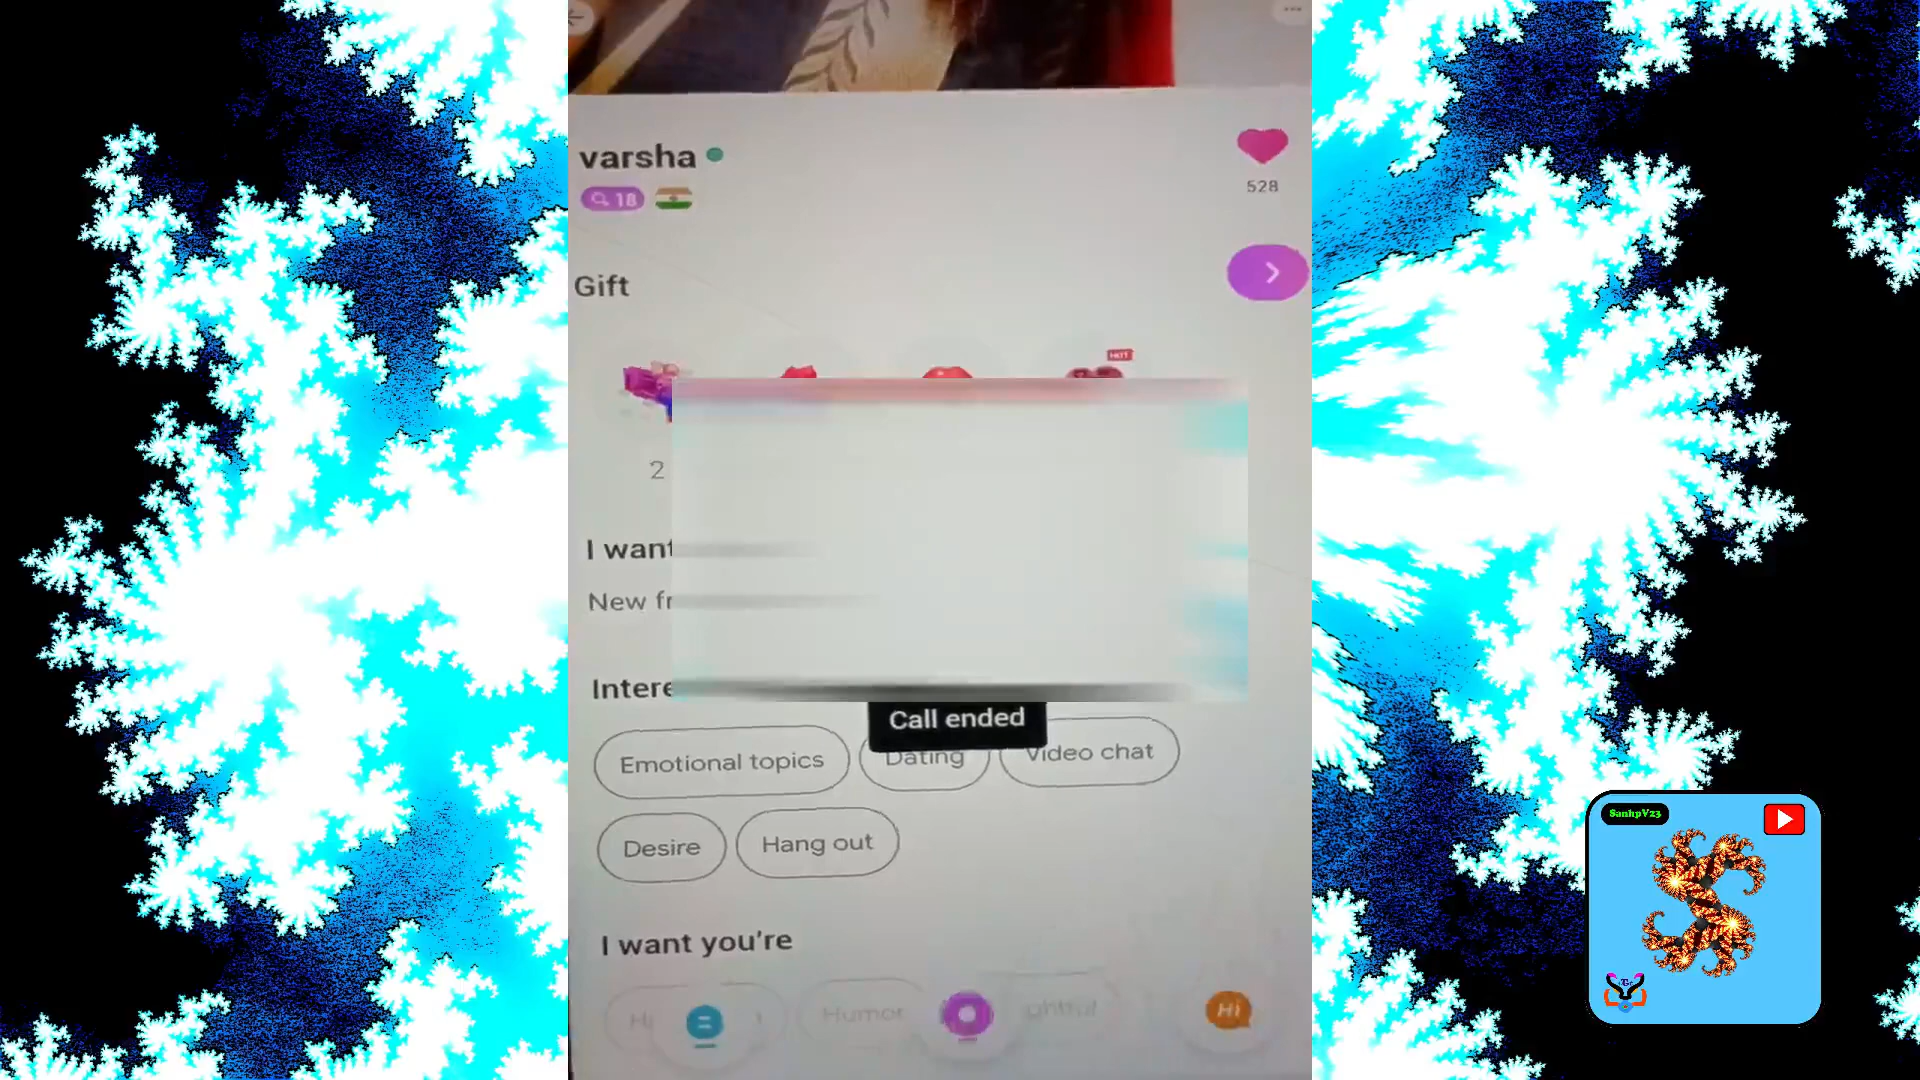 varsha
18
528
Gift
HOT
2
I want
New fr
Intere
Call ended
Emotional topics
Dating
Video chat
Desire
Hang out
I want you're
Humor
Hi
SanhpV23